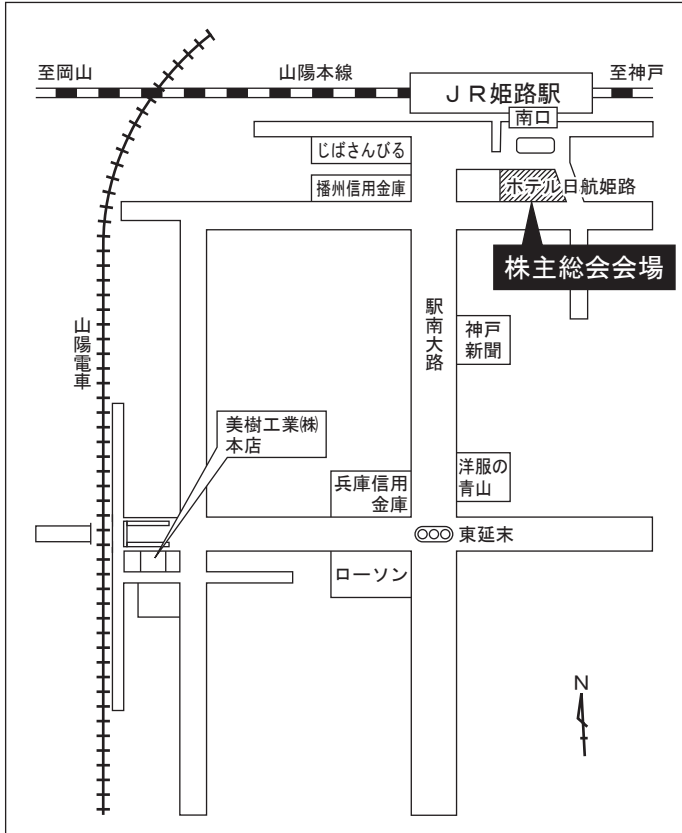 至岡山
山陽本線
至神戸
ＪＲ姫路駅
南口
じばさんびる
播州信用金庫
ホテル日航姫路
株主総会会場
山陽電車
駅南大路
神戸
新聞
美樹工業㈱
本店
兵庫信用
金庫
洋服の
青山
東延末
ローソン
N